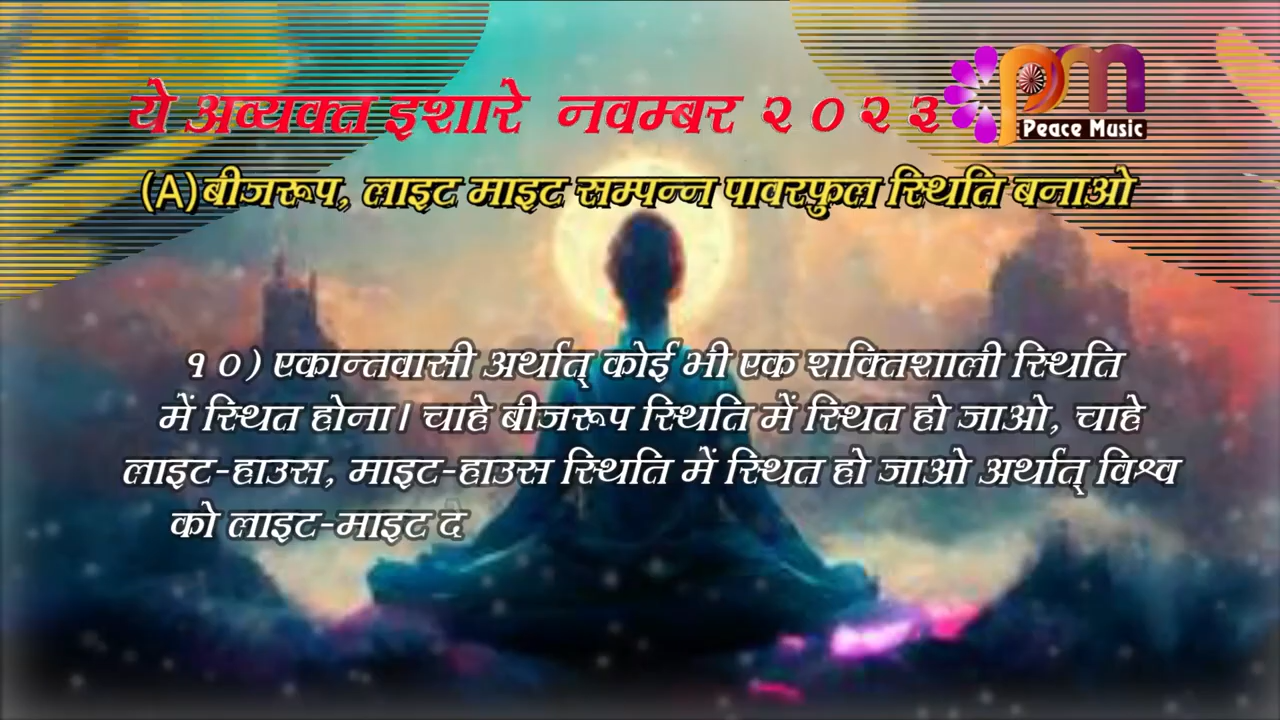 ये अव्यक्त इशारे नवम्बर २०२३
pm
Peace Music
(A) बीजरूप, लाइट माइट सम्पन्न पावरफुल स्थिति बनाओ
१०) एकान्तवासी अर्थात् कोई भी एक शक्तिशाली स्थिति
में स्थित होना। चाहे बीजरूप स्थिति में स्थित हो जाओ, चाहे
लाइट-हाउस, माइट-हाउस स्थिति में स्थित हो जाओ अर्थात् विश्व
को लाइट-माइट द